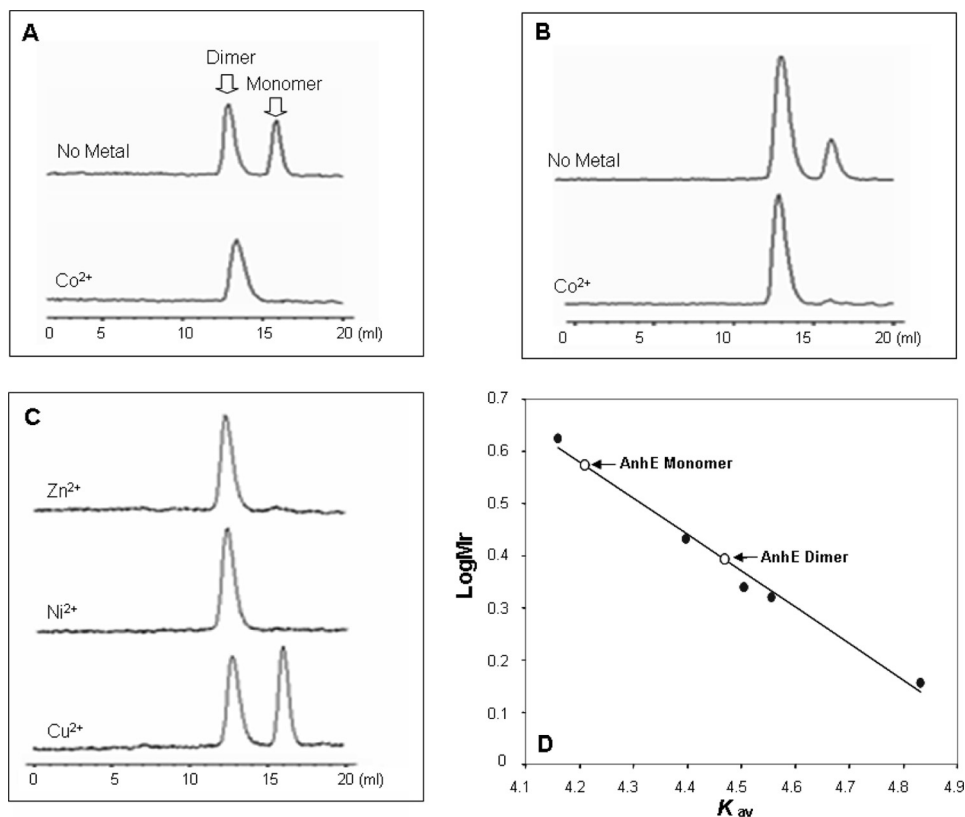 A
Dimer
Monomer
No Metal
Co²⁺
0 5 10 15 20 (ml)
B
No Metal
Co²⁺
0 5 10 15 20 (ml)
C
Zn²⁺
Ni²⁺
Cu²⁺
0 5 10 15 20 (ml)
0.7
0.6
0.5
0.4
0.3
0.2
0.1
0
LogMr
AnhE Monomer
AnhE Dimer
D
4.1 4.2 4.3 4.4 4.5 4.6 4.7 4.8 4.9
Kav